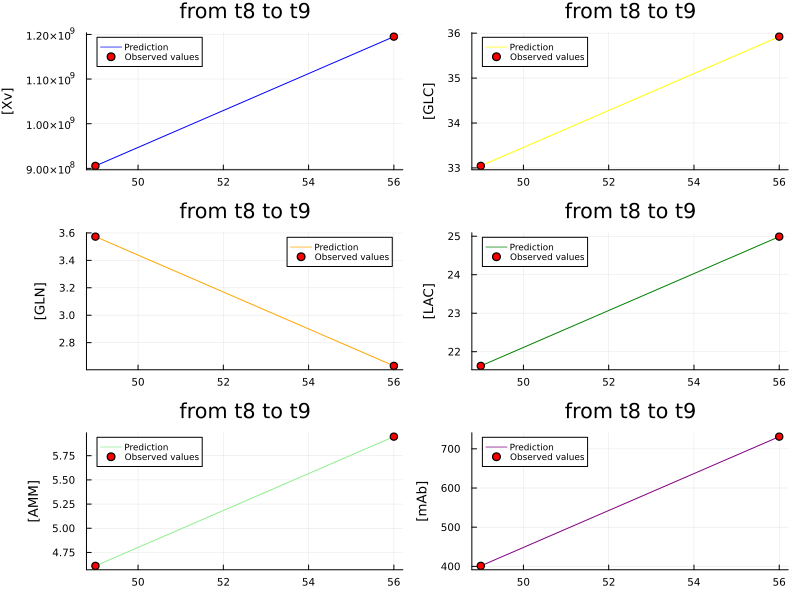 from t8 to t9
1.20×10⁹
1.10×10⁹
1.00×10⁹
9.00×10⁸
[Xv]
Prediction
Observed values
50 52 54 56
from t8 to t9
36
35
34
33
[GLC]
Prediction
Observed values
50 52 54 56
from t8 to t9
3.6
3.4
3.2
3.0
2.8
[GLN]
Prediction
Observed values
50 52 54 56
from t8 to t9
25
24
23
22
[LAC]
Prediction
Observed values
50 52 54 56
from t8 to t9
5.75
5.50
5.25
5.00
4.75
[AMM]
Prediction
Observed values
50 52 54 56
from t8 to t9
700
600
500
400
[mAb]
Prediction
Observed values
50 52 54 56